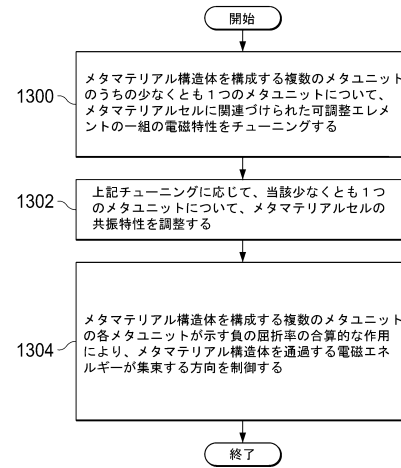 開始
1300
メタマテリアル構造体を構成する複数のメタユニット
のうちの少なくとも1つのメタユニットについて、
メタマテリアルセルに関連づけられた可調整エレメ
ントの一組の電磁特性をチューニングする
1302
上記チューニングに応じて、当該少なくとも1つ
のメタユニットについて、メタマテリアルセルの
共振特性を調整する
1304
メタマテリアル構造体を構成する複数のメタユニット
の各メタユニットが示す負の屈折率の合算的な作用
により、メタマテリアル構造体を通過する電磁エネ
ルギーが集束する方向を制御する
終了